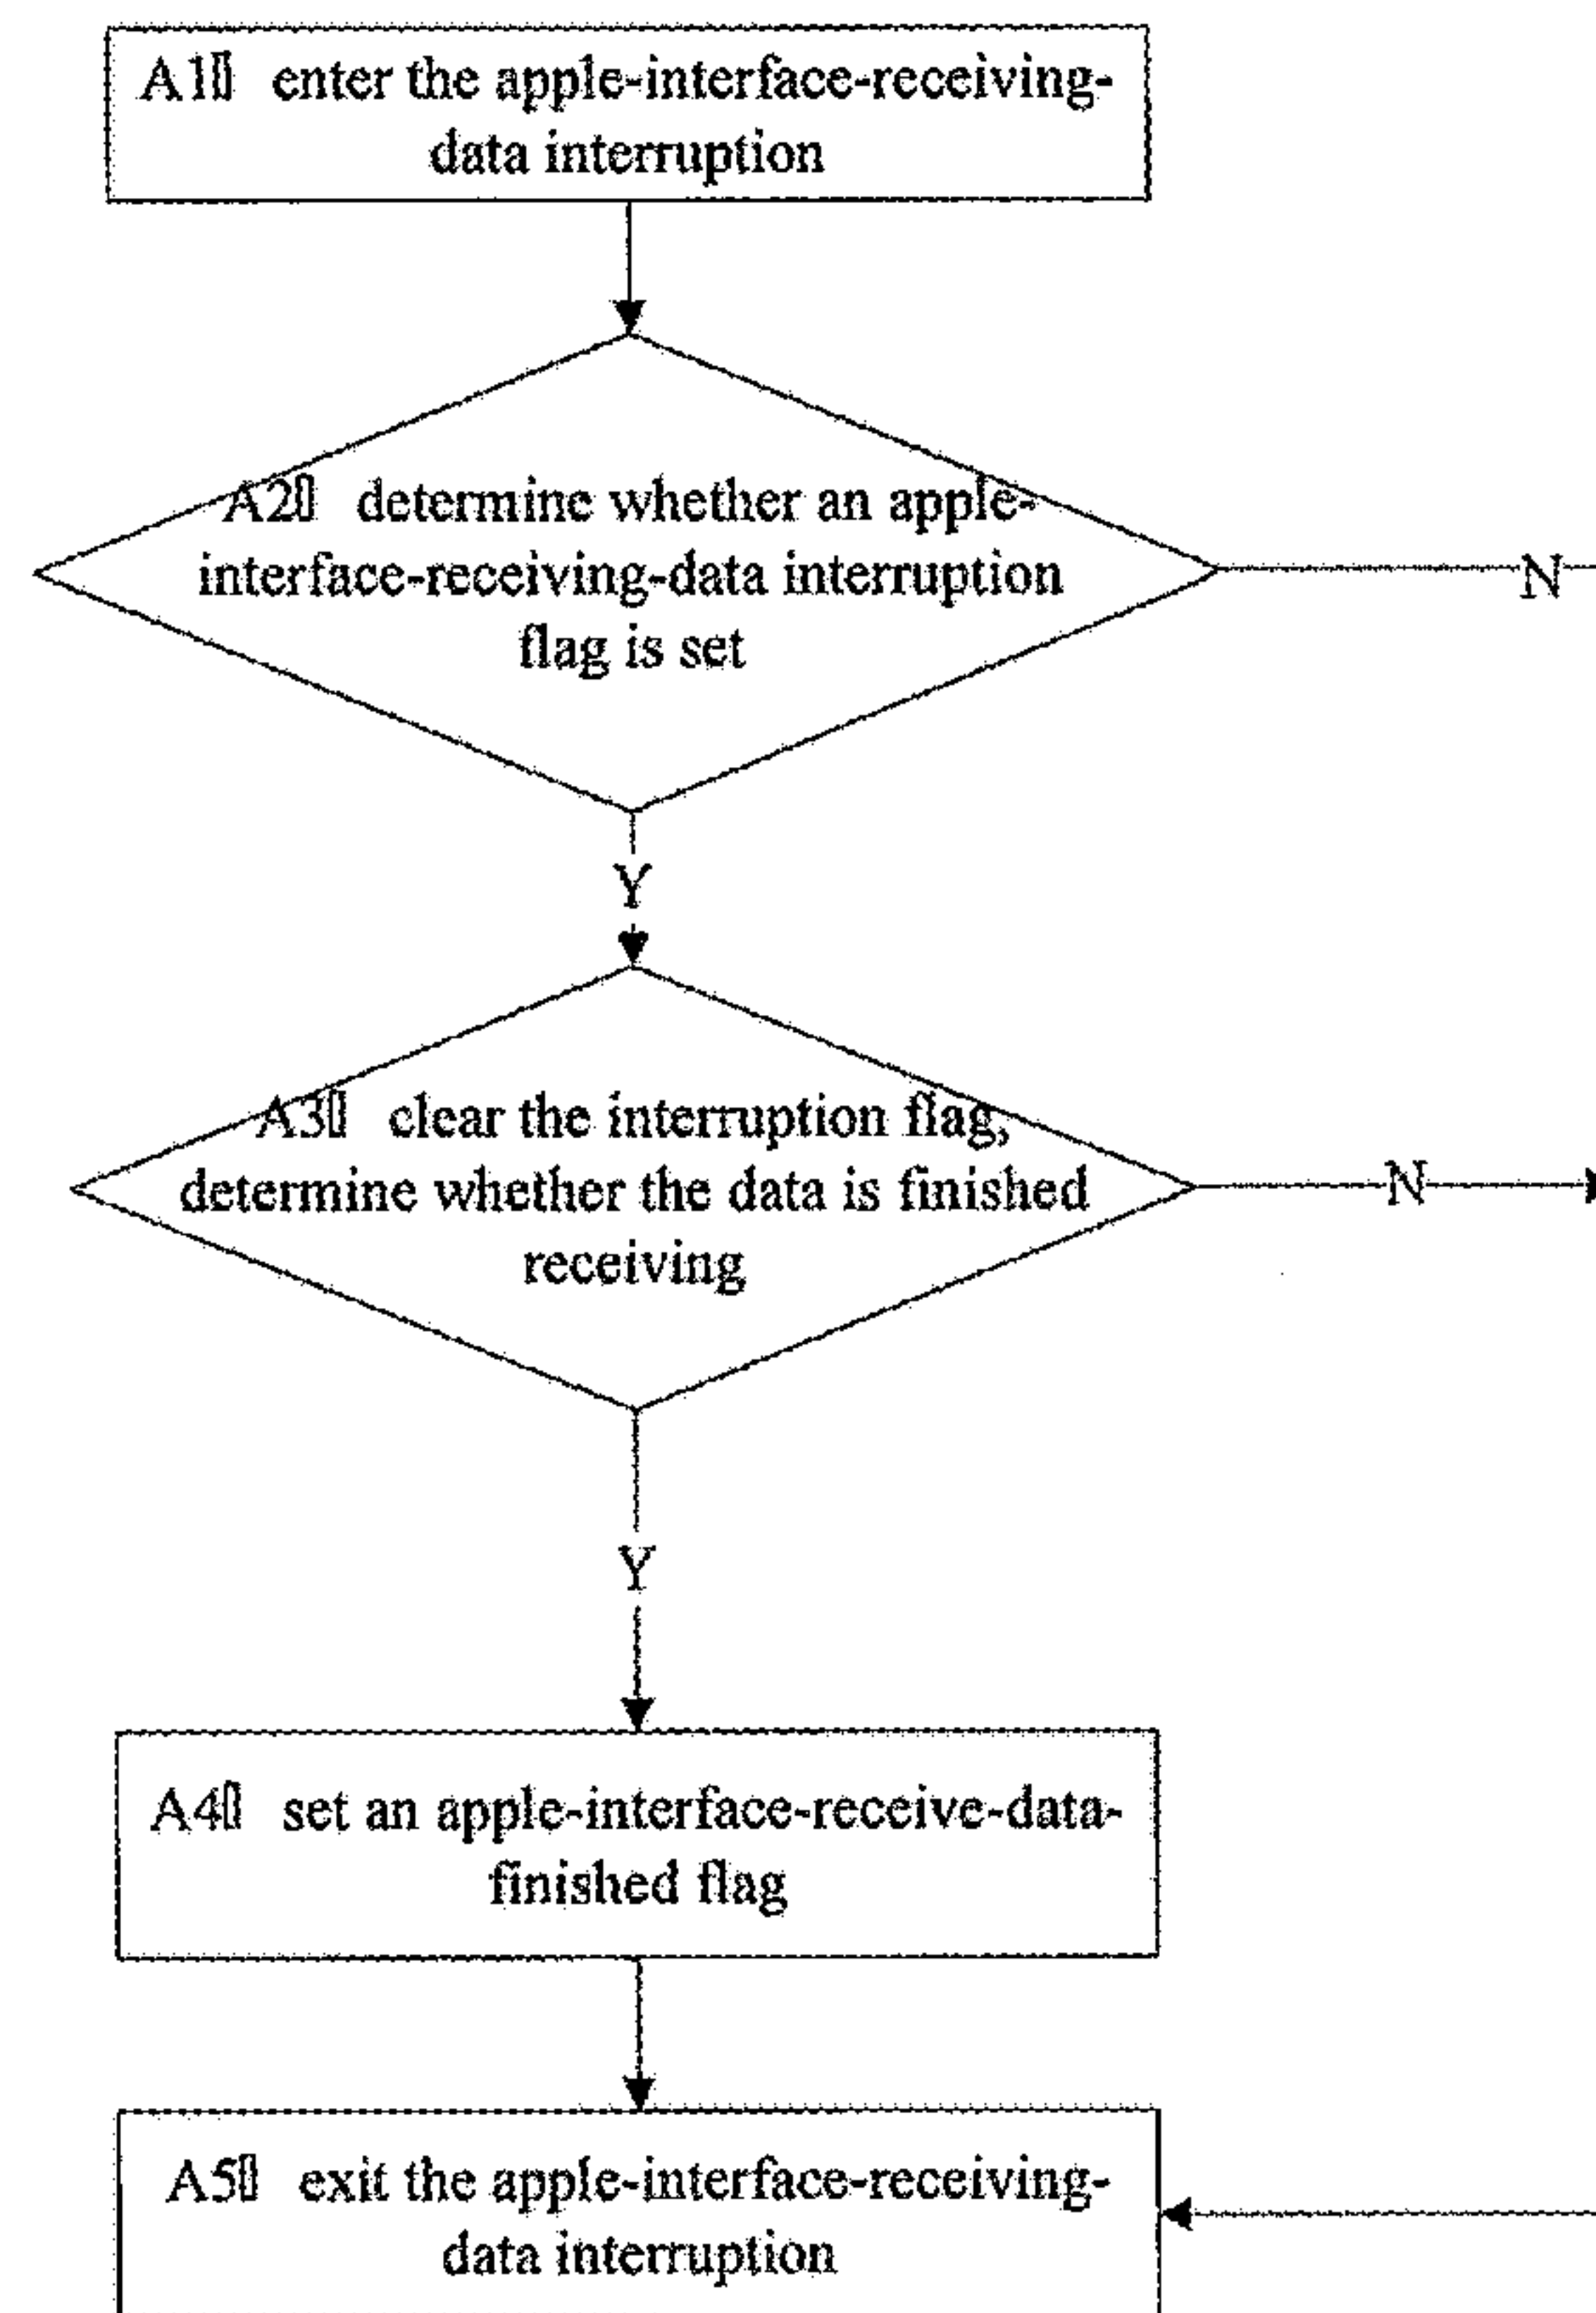 A1▯ enter the apple-interface-receiving-
data interruption
A2▯ determine whether an apple-
interface-receiving-data interruption
flag is set
N
Y
A3▯ clear the interruption flag,
determine whether the data is finished
receiving
N
Y
A4▯ set an apple-interface-receive-data-
finished flag
A5▯ exit the apple-interface-receiving-
data interruption